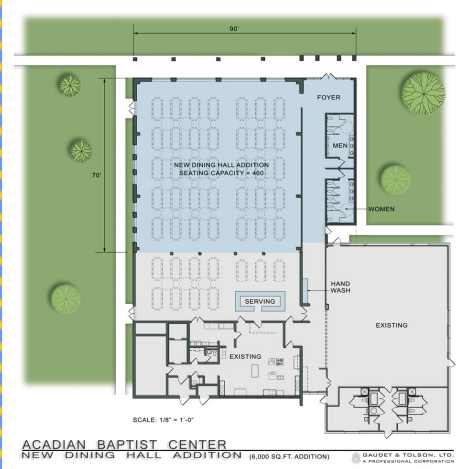 90'
FOYER
MEN
NEW DINING HALL ADDITION
SEATING CAPACITY = 460
70'
WOMEN
HAND
WASH
SERVING
EXISTING
EXISTING
SCALE: 1/8" = 1'-0"
ACADIAN BAPTIST CENTER
NEW DINING HALL ADDITION (6,000 SQ.FT. ADDITION)
GAUDET & TOLSON, LTD.
A PROFESSIONAL CORPORATION